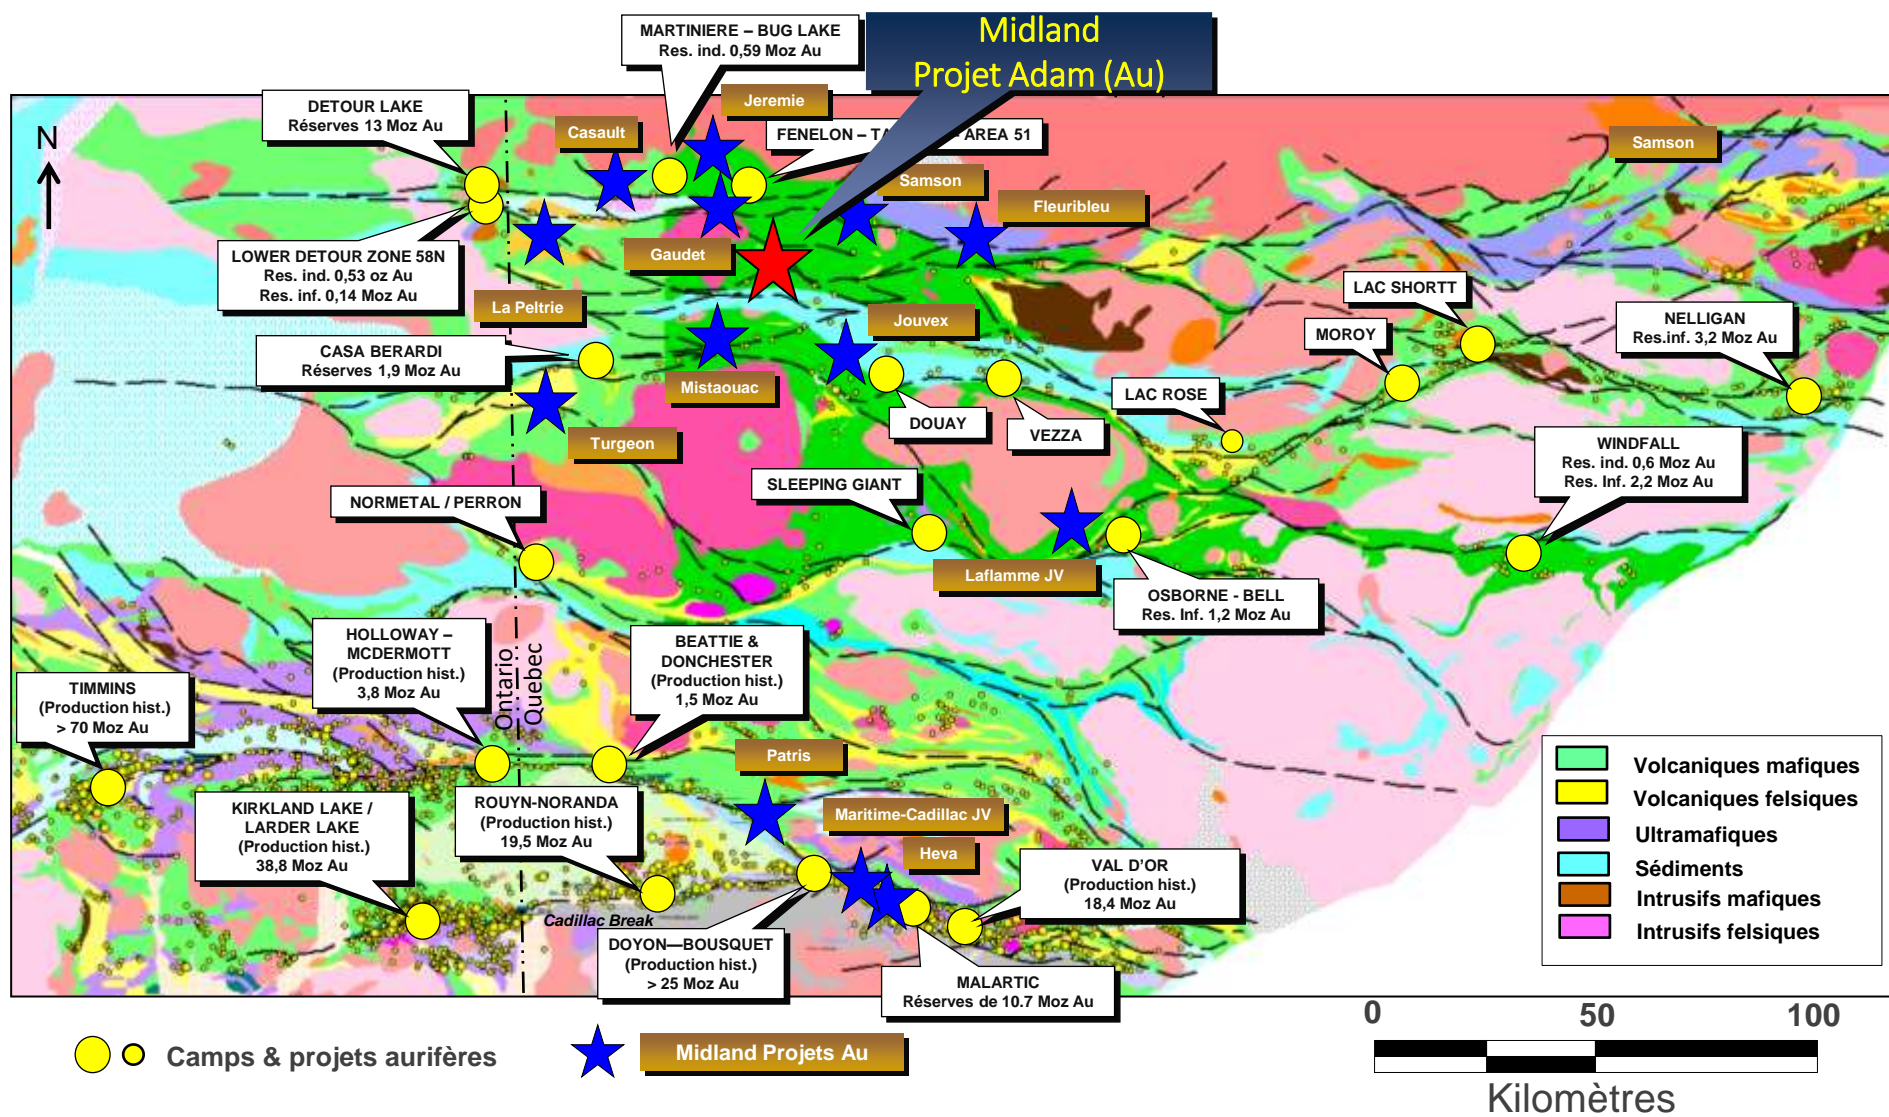 Midland
Projet Adam (Au)
MARTINIERE – BUG LAKE
Res. ind. 0,59 Moz Au
DETOUR LAKE
Réserves 13 Moz Au
Jeremie
Casault
FENELON – TA
AREA 51
Samson
Samson
Fleuribleu
N
LOWER DETOUR ZONE 58N
Res. ind. 0,53 oz Au
Res. inf. 0,14 Moz Au
Gaudet
La Peltrie
Jouvex
LAC SHORTT
MOROY
NELLIGAN
Res.inf. 3,2 Moz Au
CASA BERARDI
Réserves 1,9 Moz Au
Mistaouac
LAC ROSE
DOUAY
VEZZA
Turgeon
WINDFALL
Res. ind. 0,6 Moz Au
Res. Inf. 2,2 Moz Au
SLEEPING GIANT
NORMETAL / PERRON
Laflamme JV
OSBORNE - BELL
Res. Inf. 1,2 Moz Au
HOLLOWAY –
MCDERMOTT
(Production hist.)
3,8 Moz Au
Ontario
Quebec
BEATTIE &
DONCHESTER
(Production hist.)
1,5 Moz Au
TIMMINS
(Production hist.)
> 70 Moz Au
Patris
KIRKLAND LAKE /
LARDER LAKE
(Production hist.)
38,8 Moz Au
ROUYN-NORANDA
(Production hist.)
19,5 Moz Au
Maritime-Cadillac JV
Heva
VAL D’OR
(Production hist.)
18,4 Moz Au
Cadillac Break
DOYON—BOUSQUET
(Production hist.)
> 25 Moz Au
MALARTIC
Réserves de 10.7 Moz Au
Volcaniques mafiques
Volcaniques felsiques
Ultramafiques
Sédiments
Intrusifs mafiques
Intrusifs felsiques
0 50 100
Kilomètres
Camps & projets aurifères
Midland Projets Au